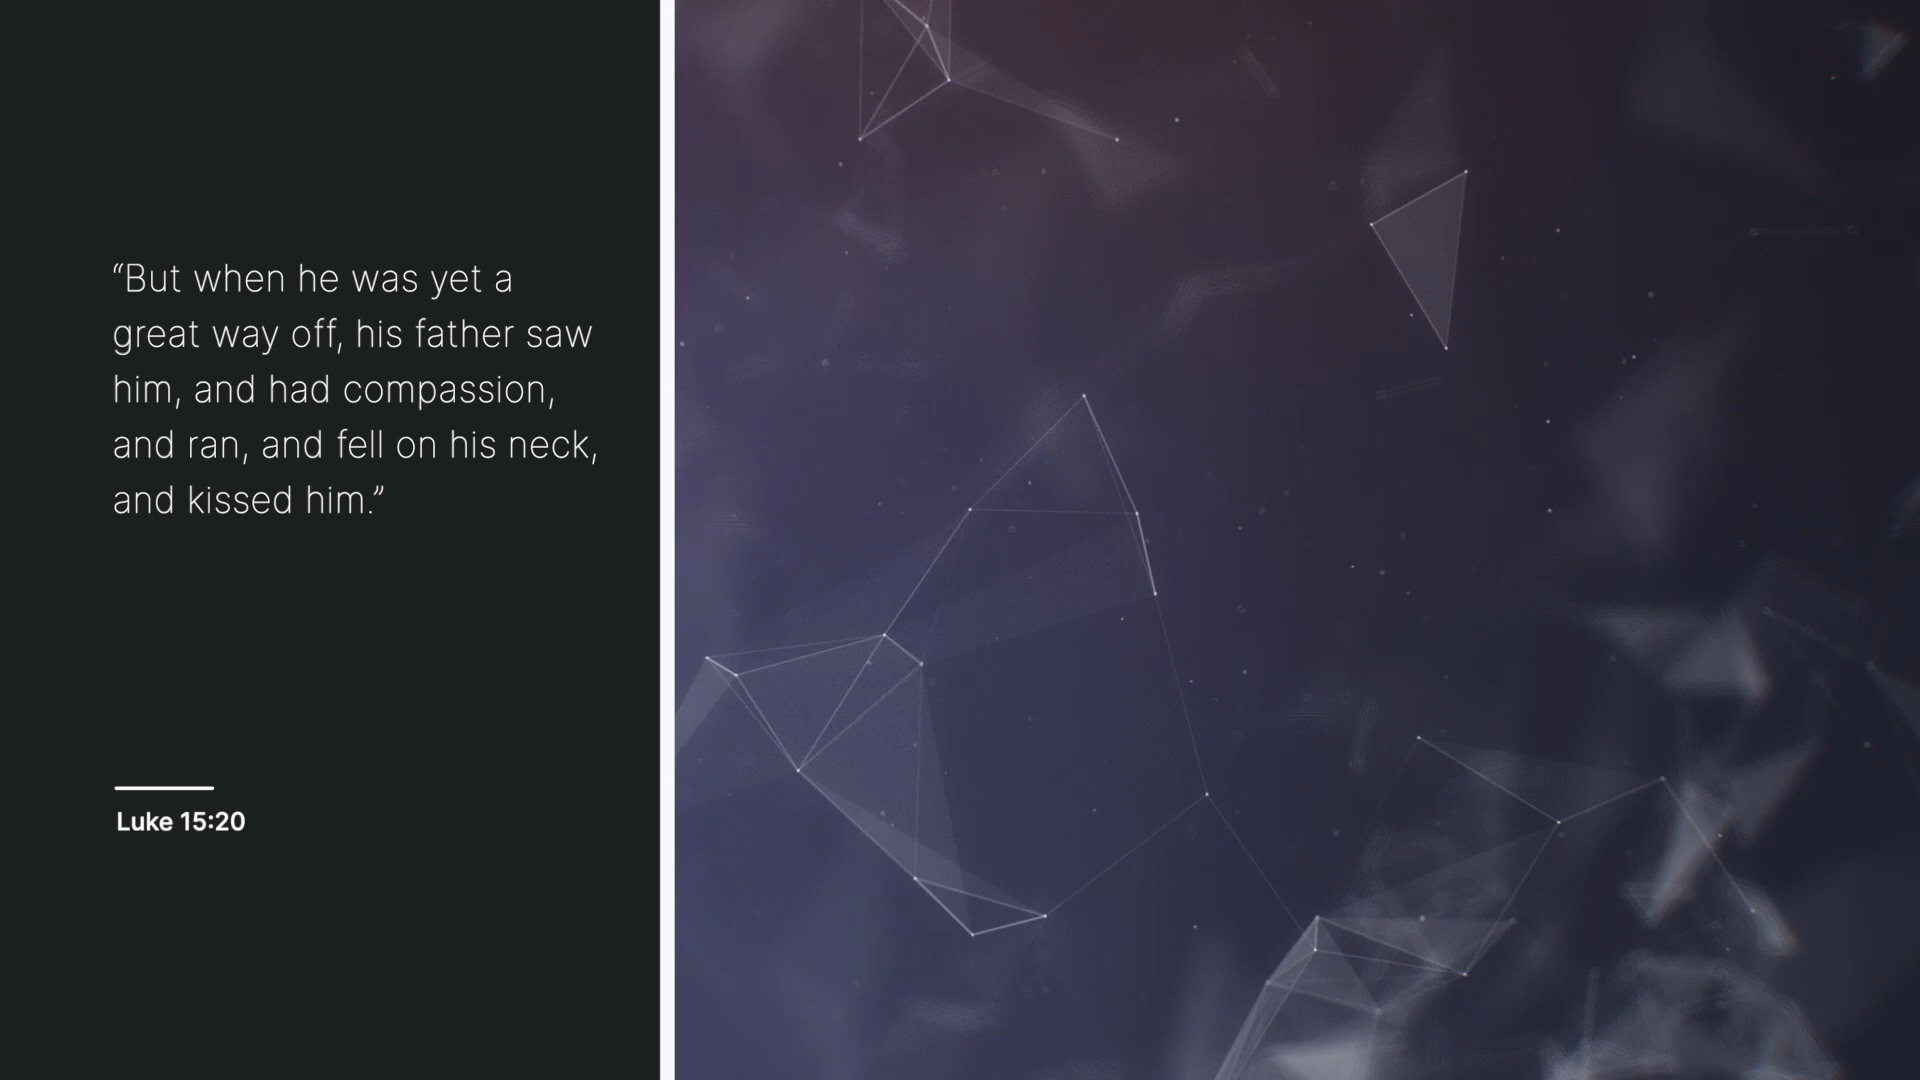 “But when he was yet a
great way off, his father saw
him, and had compassion,
and ran, and fell on his neck,
and kissed him.”
Luke 15:20